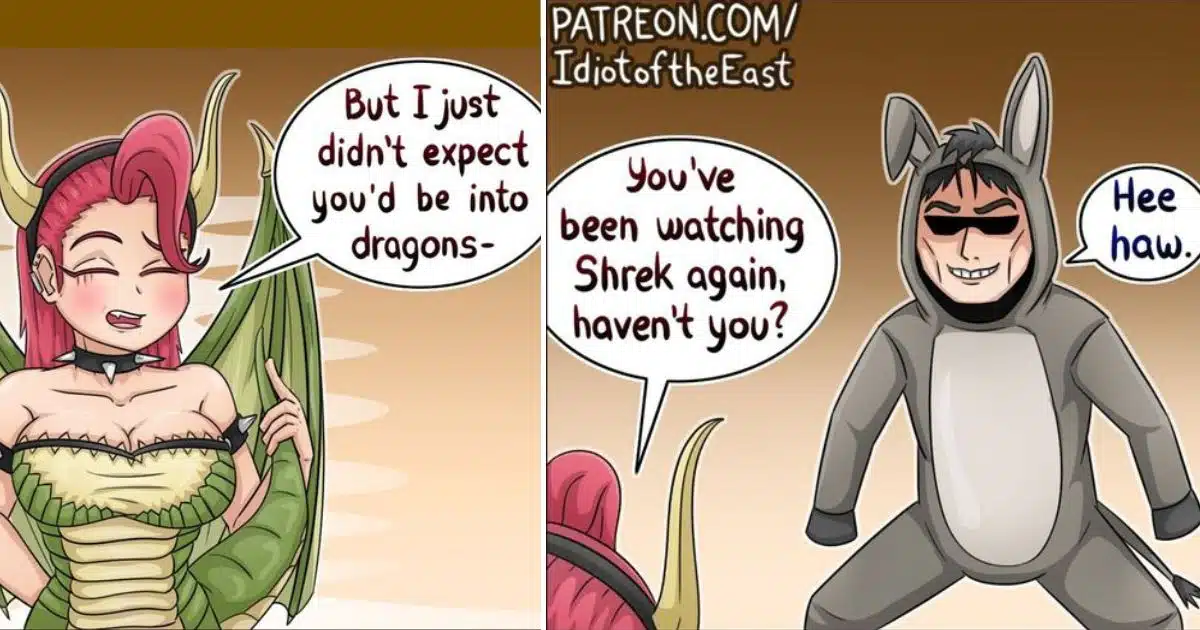 But I just
didn't expect
you'd be into
dragons-
PATREON.COM/
IdiotoftheEast
You've
been watching
Shrek again,
haven't you?
Hee
haw.